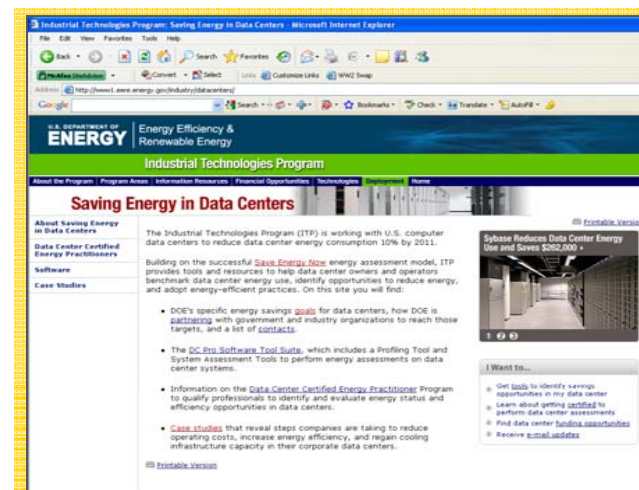 Industrial Technologies Program: Saving Energy in Data Centers - Microsoft Internet Explorer
File Edit View Favorites Tools Help
Back Search Favorites
McAfee SiteAdvisor Convert Select Links Customize Links WW2 Swap
Address http://www1.eere.energy.gov/industry/datacenters/
Google Search Bookmarks Check Translate AutoFill
U.S. DEPARTMENT OF
ENERGY
Energy Efficiency &
Renewable Energy
Industrial Technologies Program
About the Program | Program Areas | Information Resources | Financial Opportunities | Technologies | Deployment | Home
Saving Energy in Data Centers
About Saving Energy
in Data Centers
Data Center Certified
Energy Practitioners
Software
Case Studies
Printable Version
The Industrial Technologies Program (ITP) is working with U.S. computer
data centers to reduce data center energy consumption 10% by 2011.
Building on the successful Save Energy Now energy assessment model, ITP
provides tools and resources to help data center owners and operators
benchmark data center energy use, identify opportunities to reduce energy,
and adopt energy-efficient practices. On this site you will find:
• DOE's specific energy savings goals for data centers, how DOE is
partnering with government and industry organizations to reach those
targets, and a list of contacts.
• The DC Pro Software Tool Suite, which includes a Profiling Tool and
System Assessment Tools to perform energy assessments on data
center systems.
• Information on the Data Center Certified Energy Practitioner Program
to qualify professionals to identify and evaluate energy status and
efficiency opportunities in data centers.
• Case studies that reveal steps companies are taking to reduce
operating costs, increase energy efficiency, and regain cooling
infrastructure capacity in their corporate data centers.
Printable Version
Sybase Reduces Data Center Energy
Use and Saves $262,000
1 2 3
I Want to...
Get tools to identify savings
opportunities in my data center
Learn about getting certified to
perform data center assessments
Find data center funding opportunities
Receive e-mail updates